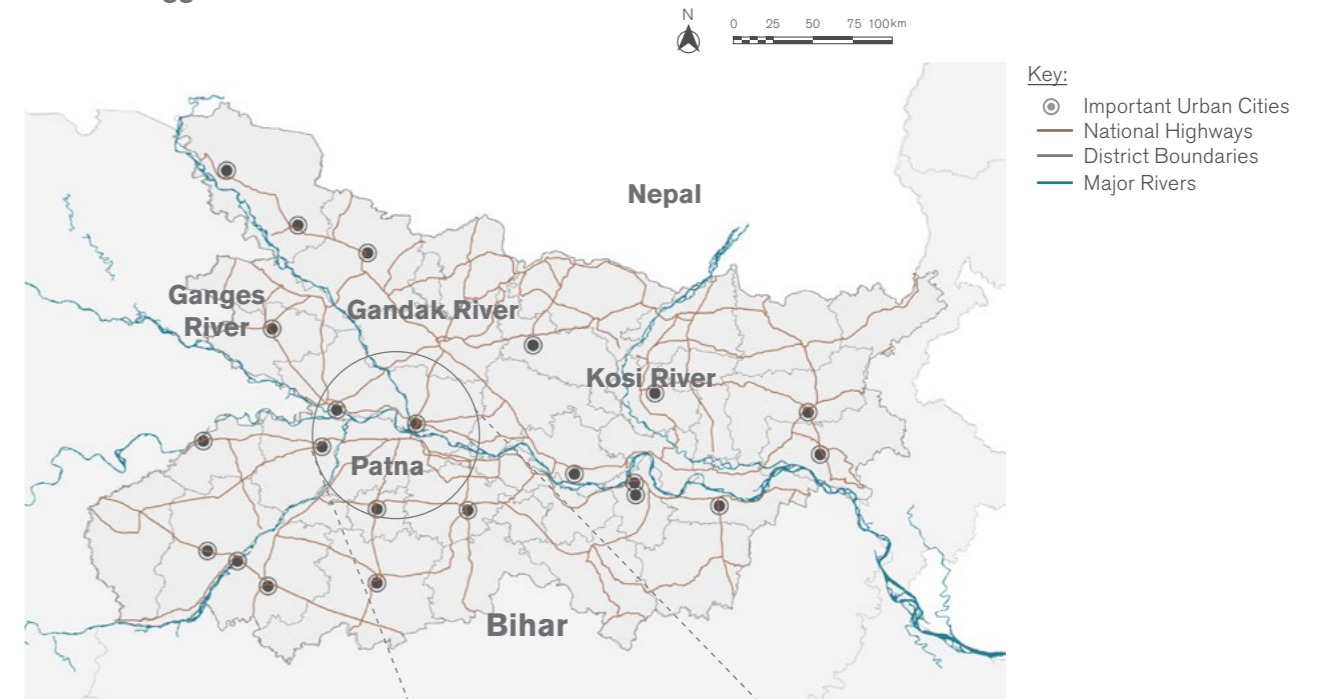 N
0 25 50 75 100km
Key:
Important Urban Cities
National Highways
District Boundaries
Major Rivers
Nepal
Ganges
River
Gandak River
Kosi River
Patna
Bihar